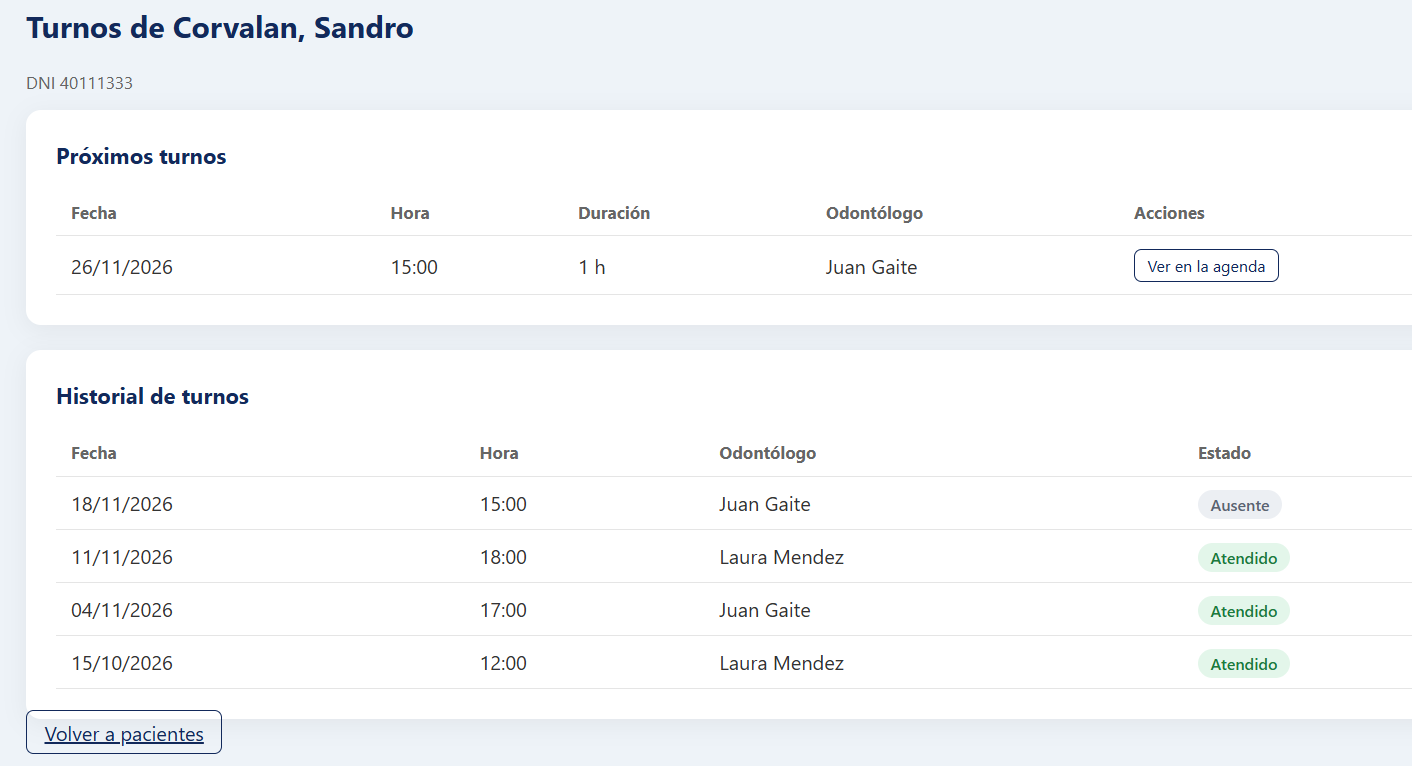 Turnos de Corvalan, Sandro
DNI 40111333
Próximos turnos
Fecha Hora Duración Odontólogo Acciones
26/11/2026 15:00 1 h Juan Gaite Ver en la agenda
Historial de turnos
Fecha Hora Odontólogo Estado
18/11/2026 15:00 Juan Gaite Ausente
11/11/2026 18:00 Laura Mendez Atendido
04/11/2026 17:00 Juan Gaite Atendido
15/10/2026 12:00 Laura Mendez Atendido
Volver a pacientes